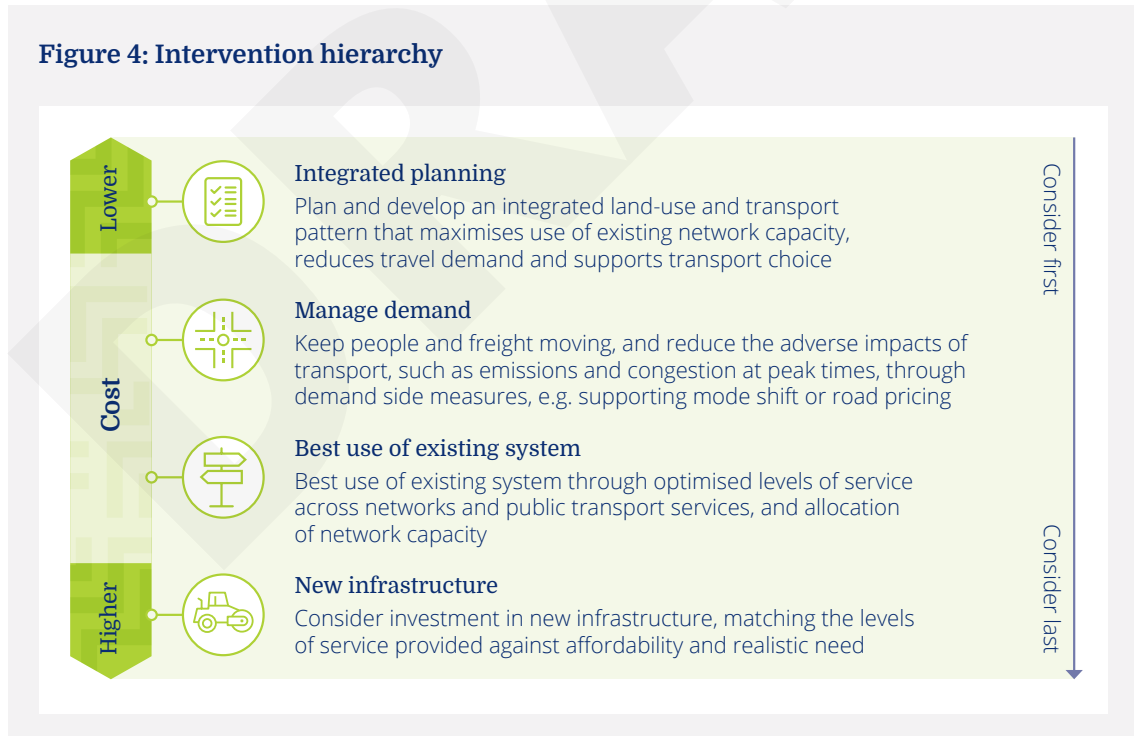 Figure 4: Intervention hierarchy
Lower
Cost
Higher
Integrated planning
Plan and develop an integrated land-use and transport
pattern that maximises use of existing network capacity,
reduces travel demand and supports transport choice
Manage demand
Keep people and freight moving, and reduce the adverse impacts of
transport, such as emissions and congestion at peak times, through
demand side measures, e.g. supporting mode shift or road pricing
Best use of existing system
Best use of existing system through optimised levels of service
across networks and public transport services, and allocation
of network capacity
New infrastructure
Consider investment in new infrastructure, matching the levels
of service provided against affordability and realistic need
Consider first
Consider last